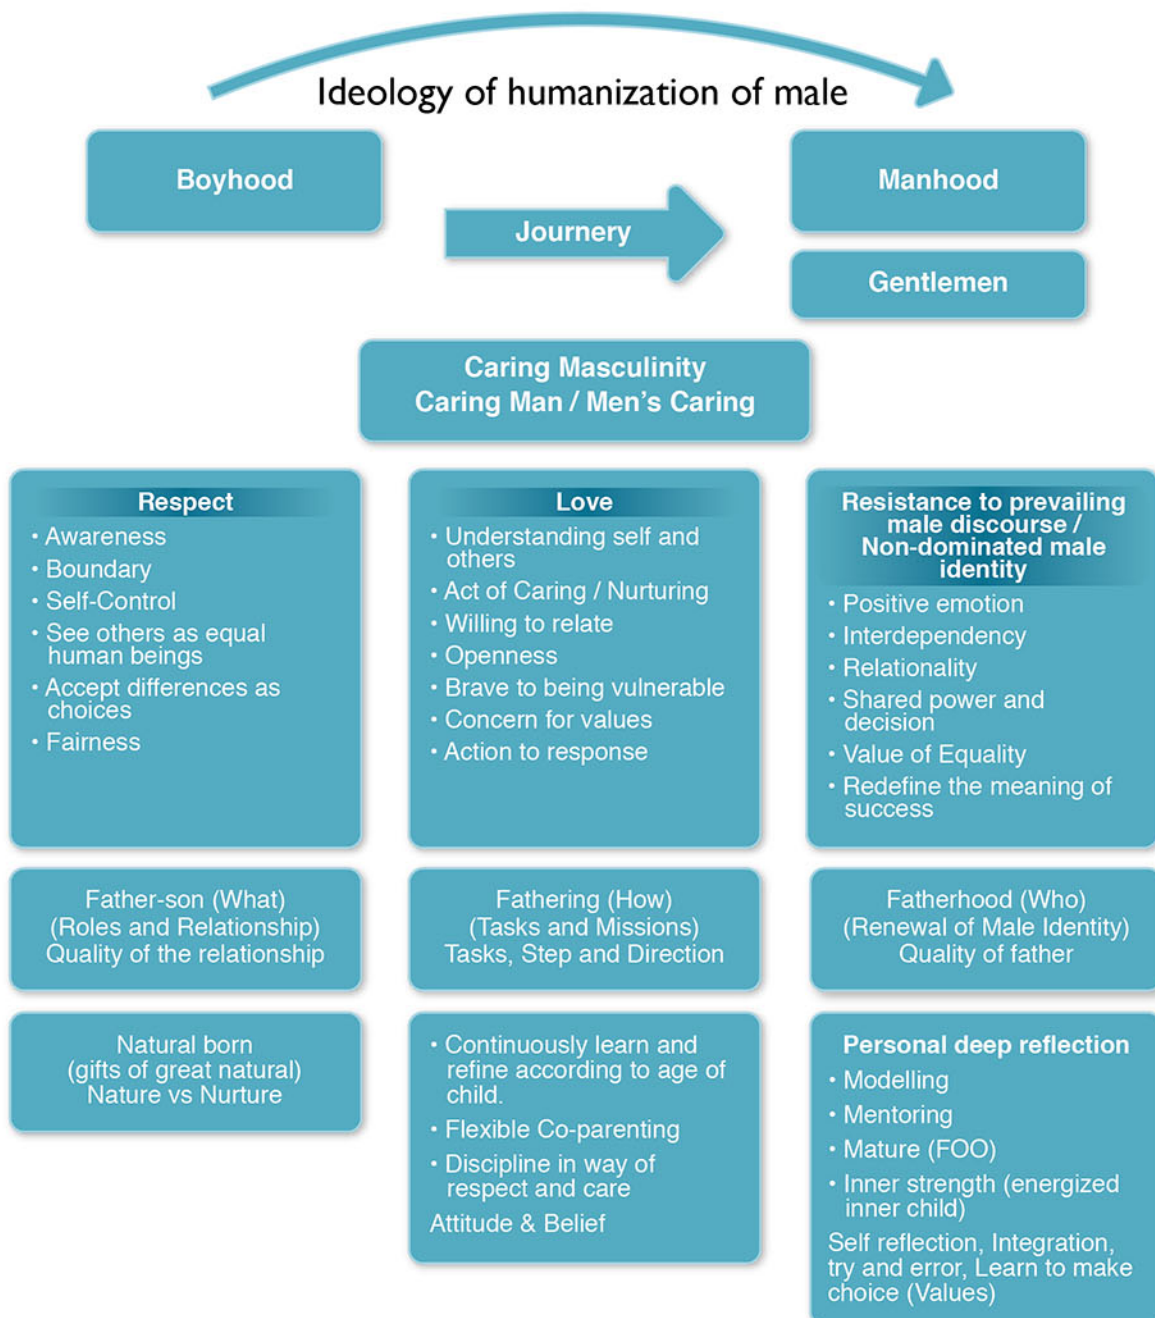 Ideology of humanization of male
Boyhood
Journery
Manhood
Gentlemen
Caring Masculinity
Caring Man / Men's Caring
Respect
• Awareness
• Boundary
• Self-Control
• See others as equal
human beings
• Accept differences as
choices
• Fairness
Love
• Understanding self and
others
• Act of Caring / Nurturing
• Willing to relate
• Openness
• Brave to being vulnerable
• Concern for values
• Action to response
Resistance to prevailing
male discourse /
Non-dominated male
identity
• Positive emotion
• Interdependency
• Relationality
• Shared power and
decision
• Value of Equality
• Redefine the meaning of
success
Father-son (What)
(Roles and Relationship)
Quality of the relationship
Fathering (How)
(Tasks and Missions)
Tasks, Step and Direction
Fatherhood (Who)
(Renewal of Male Identity)
Quality of father
Natural born
(gifts of great natural)
Nature vs Nurture
• Continuously learn and
refine according to age of
child.
• Flexible Co-parenting
• Discipline in way of
respect and care
Attitude & Belief
Personal deep reflection
• Modelling
• Mentoring
• Mature (FOO)
• Inner strength (energized
inner child)
Self reflection, Integration,
try and error, Learn to make
choice (Values)